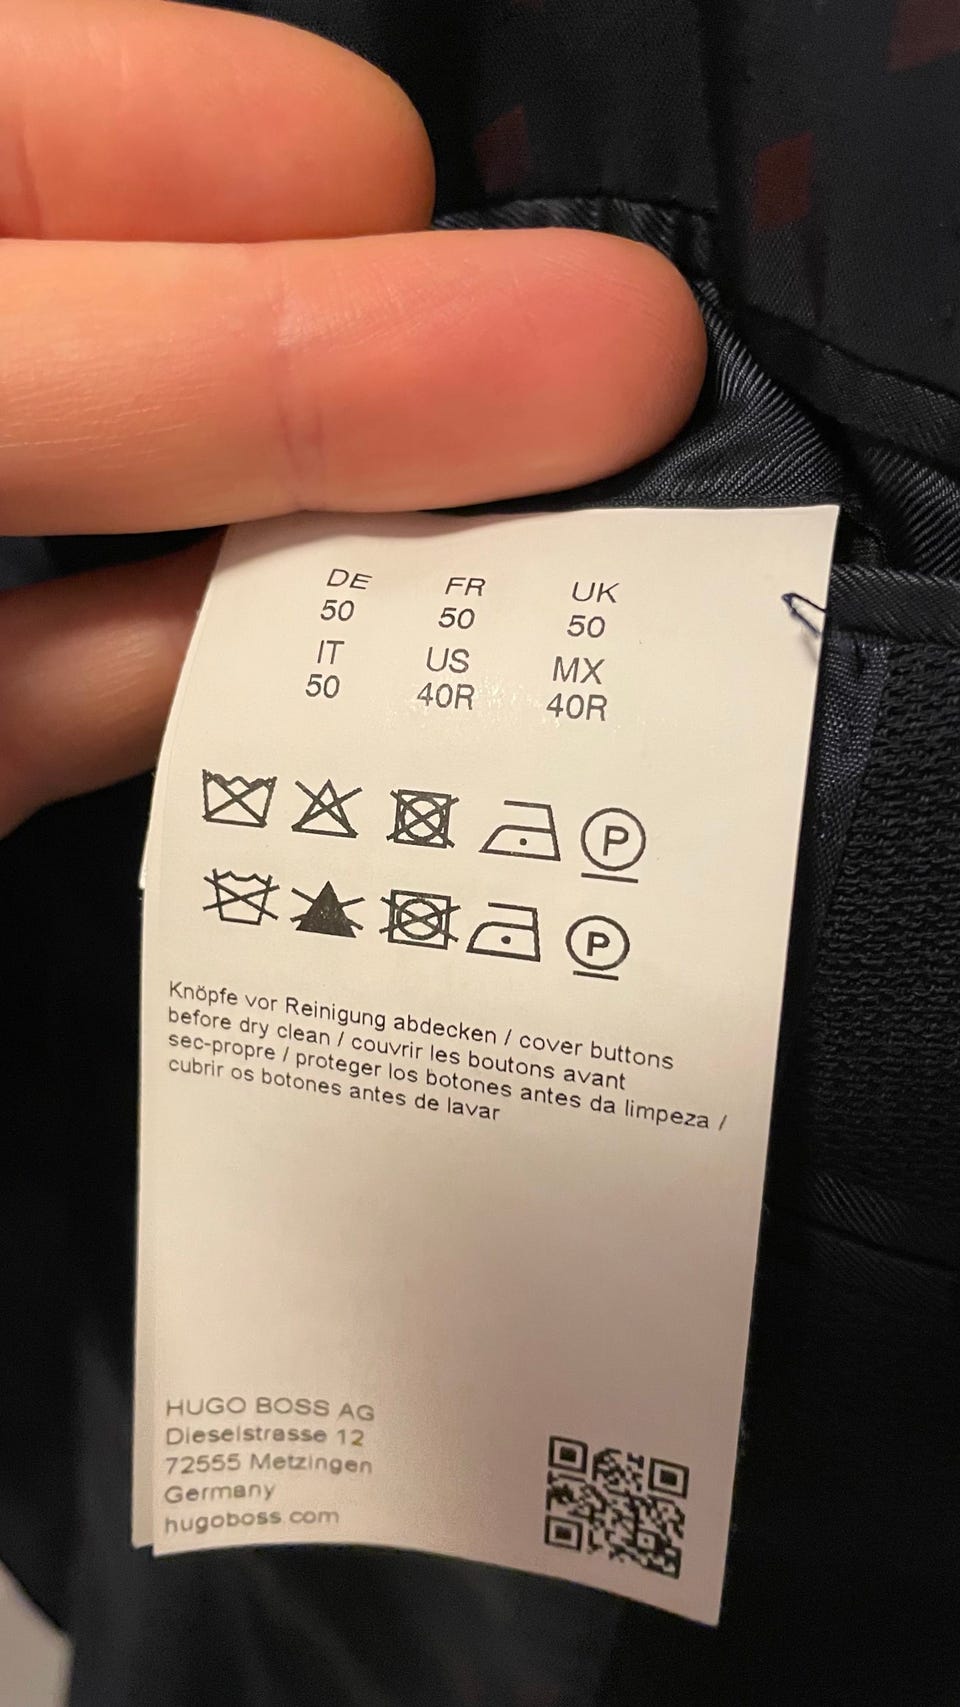 DE FR UK
50 50 50
IT US MX
50 40R 40R
P
P
Knöpfe vor Reinigung abdecken / cover buttons
before dry clean / couvrir les boutons avant
sec-propre / proteger los botones antes da limpeza /
cubrir os botones antes de lavar
HUGO BOSS AG
Dieselstrasse 12
72555 Metzingen
Germany
hugoboss.com